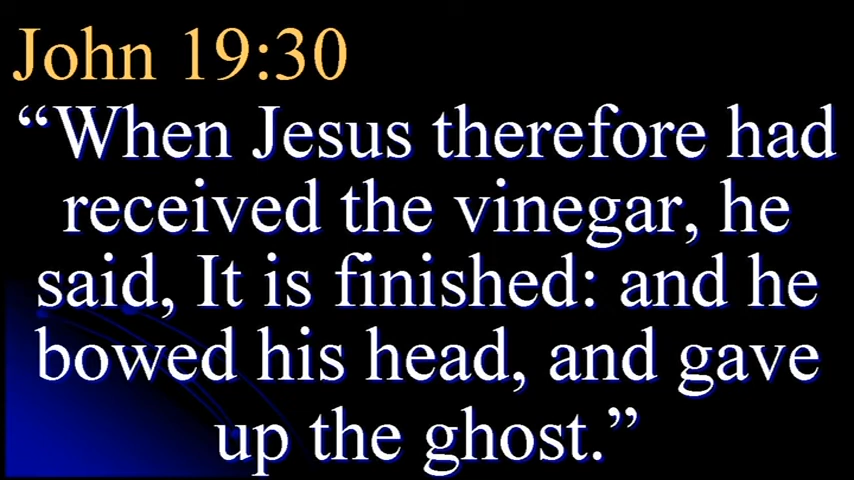 John 19:30
“When Jesus therefore had
received the vinegar, he
said, It is finished: and he
bowed his head, and gave
up the ghost.”